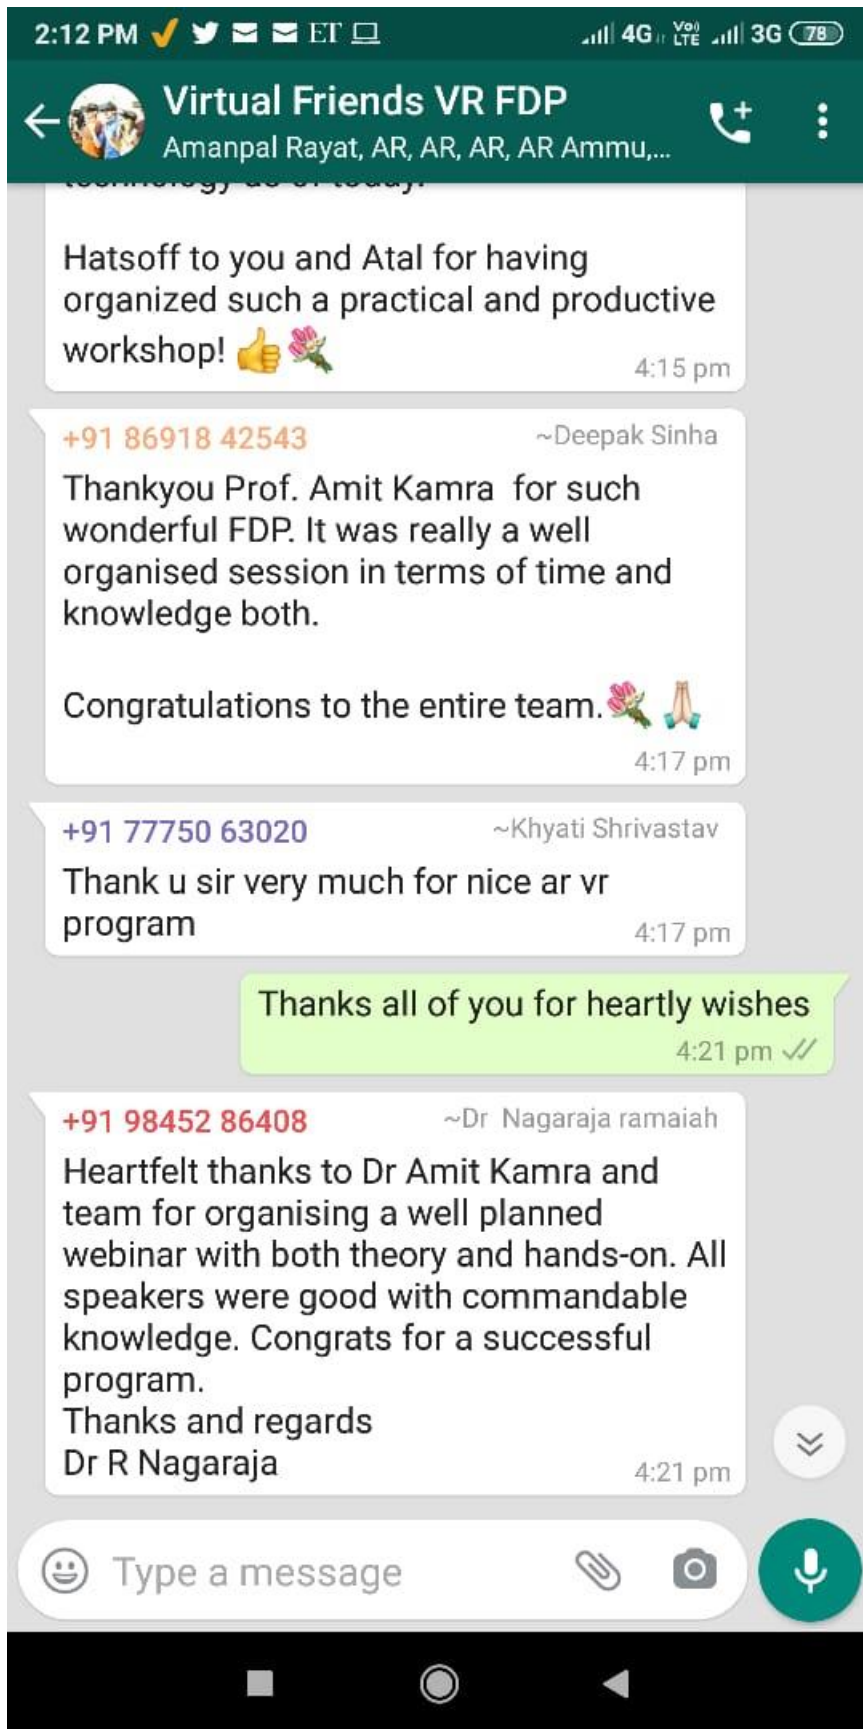 2:12 PM ET 4G Vo) LTE 3G 78
Virtual Friends VR FDP
Amanpal Rayat, AR, AR, AR, AR Ammu,...
technology as of today.
Hatsoff to you and Atal for having
organized such a practical and productive
workshop! 👍💐
4:15 pm
+91 86918 42543 ~Deepak Sinha
Thankyou Prof. Amit Kamra for such
wonderful FDP. It was really a well
organised session in terms of time and
knowledge both.
Congratulations to the entire team.💐🙏
4:17 pm
+91 77750 63020 ~Khyati Shrivastav
Thank u sir very much for nice ar vr
program
4:17 pm
Thanks all of you for heartly wishes
4:21 pm
+91 98452 86408 ~Dr Nagaraja ramaiah
Heartfelt thanks to Dr Amit Kamra and
team for organising a well planned
webinar with both theory and hands-on. All
speakers were good with commandable
knowledge. Congrats for a successful
program.
Thanks and regards
Dr R Nagaraja
4:21 pm
Type a message